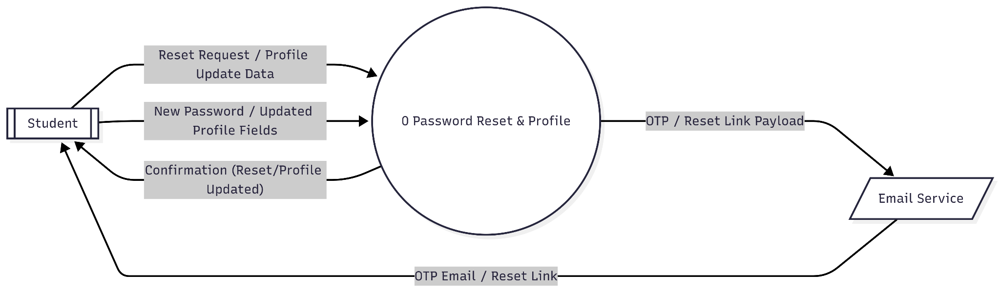 Reset Request / Profile
Update Data
New Password / Updated
Profile Fields
Student
0 Password Reset & Profile
OTP / Reset Link Payload
Confirmation (Reset/Profile
Updated)
Email Service
OTP Email / Reset Link